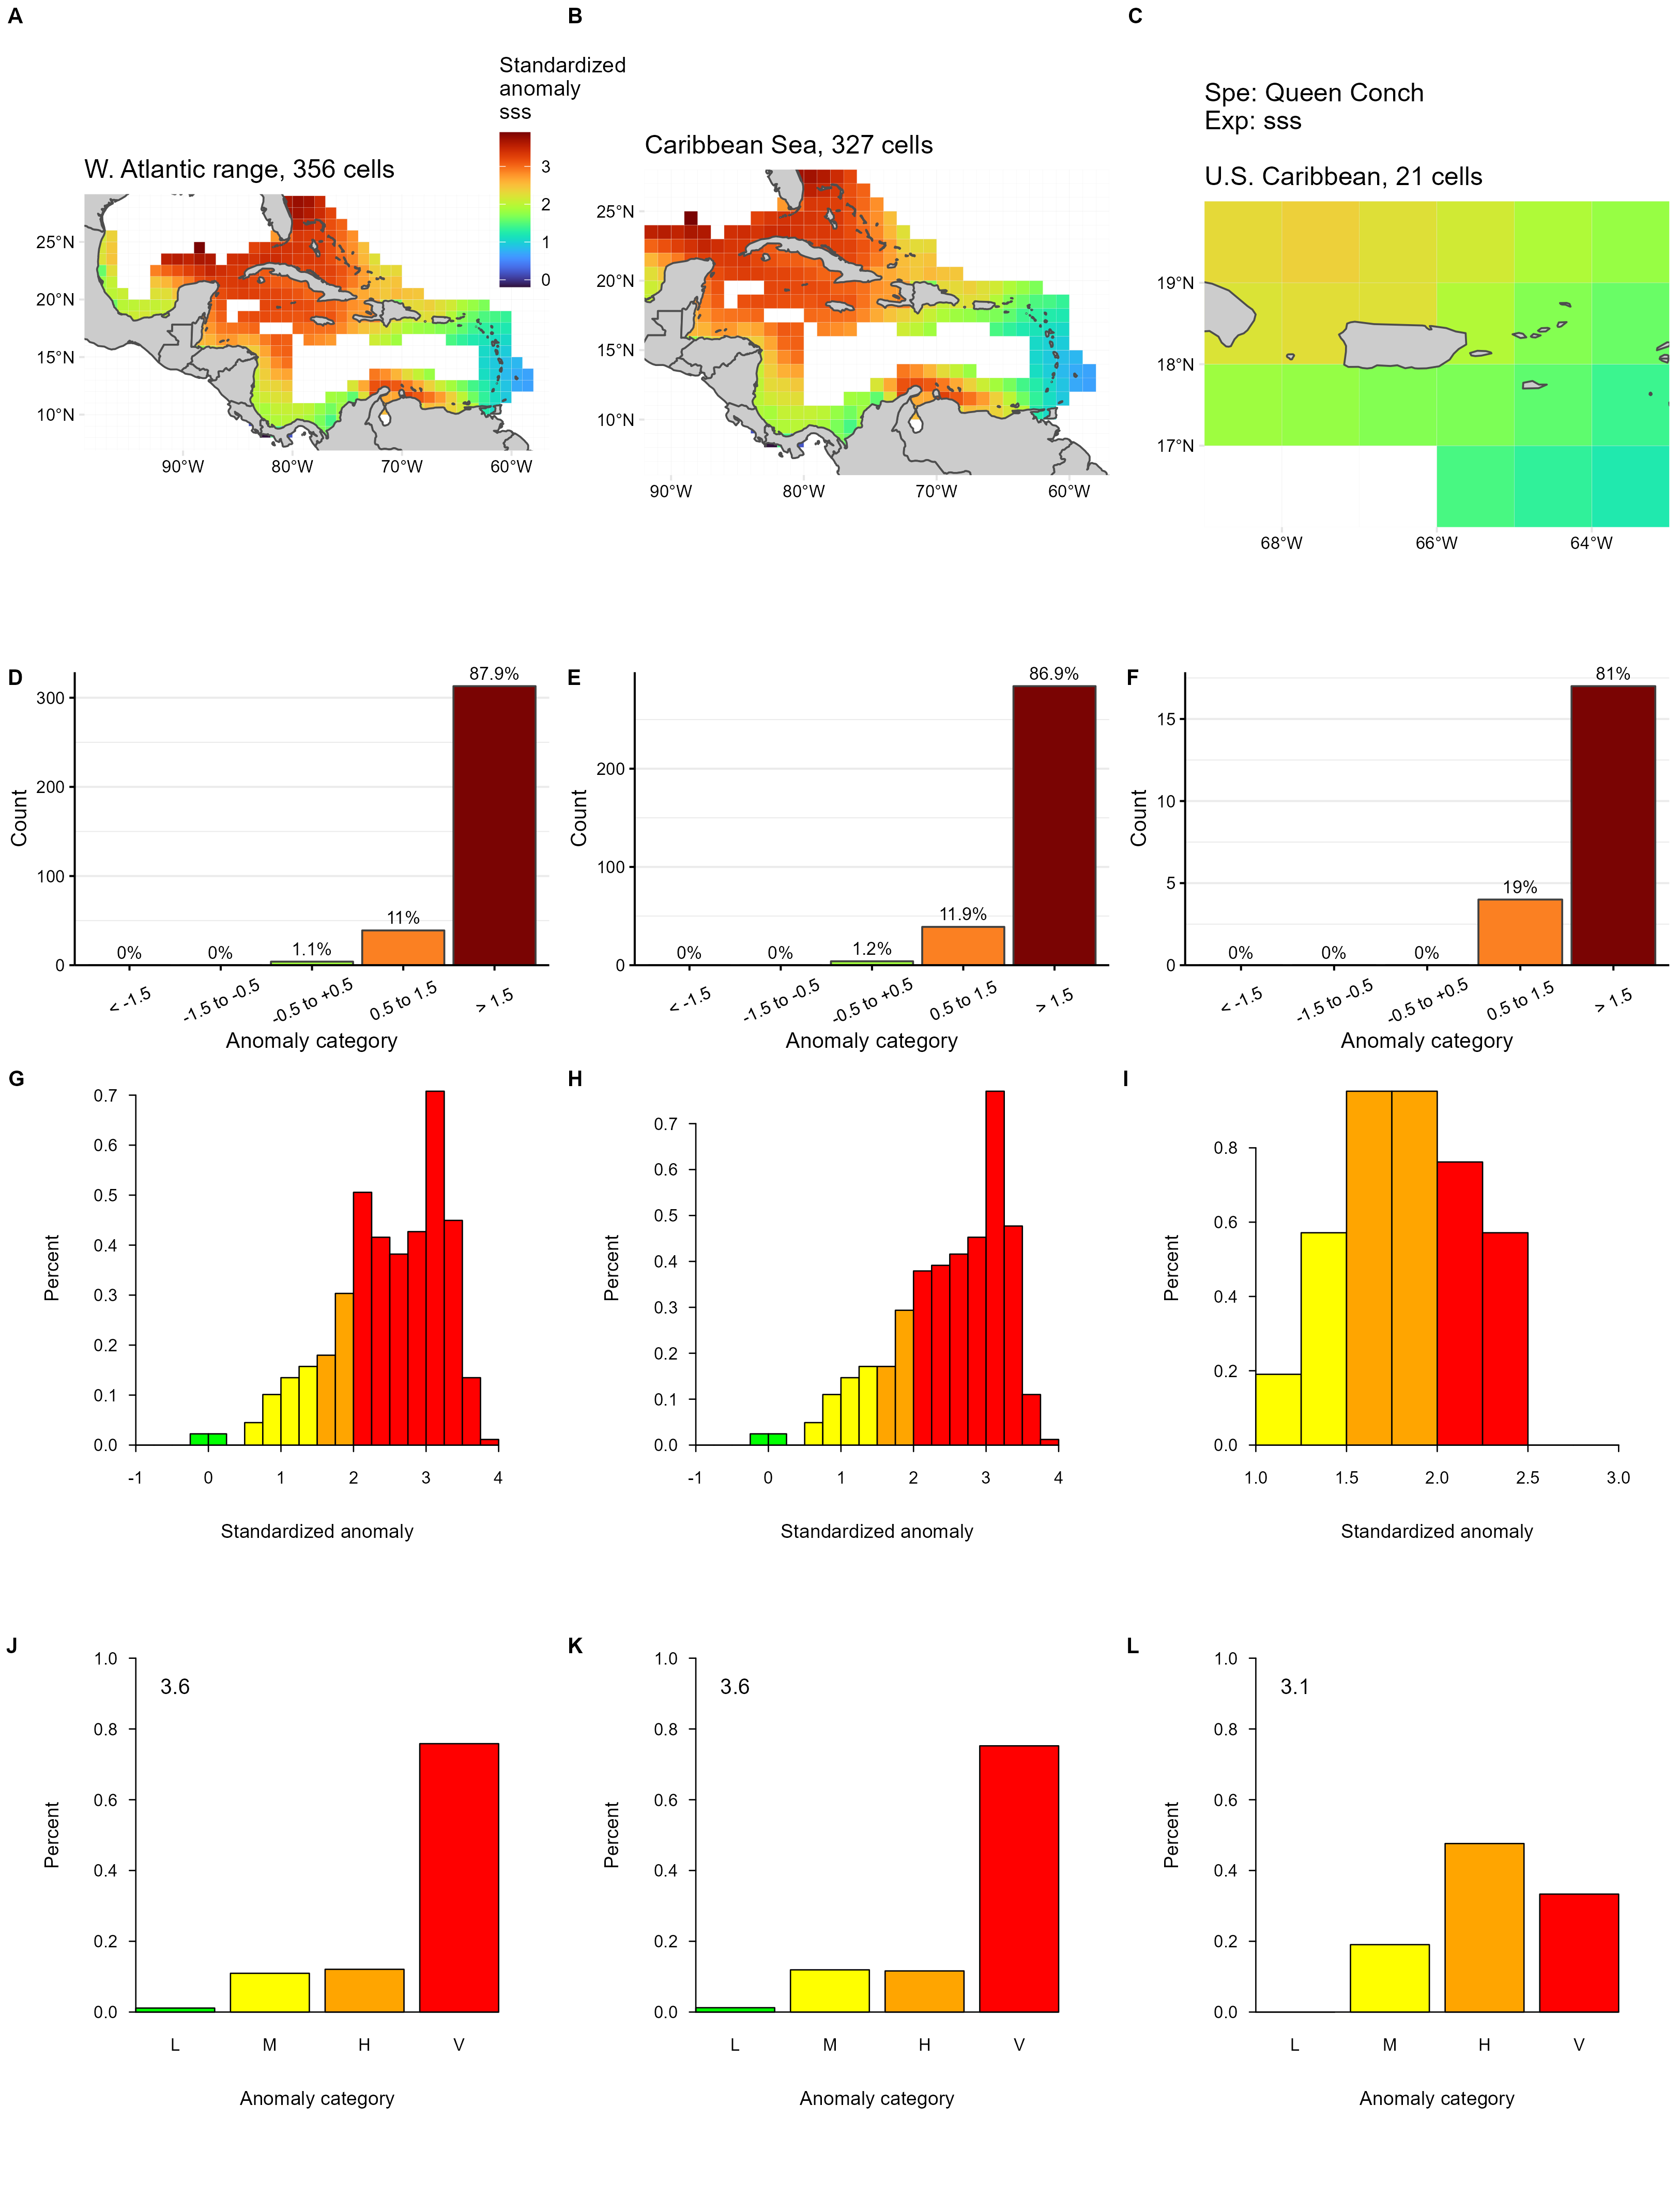 A
B
C
Standardized
anomaly
sss
3
2
1
0
W. Atlantic range, 356 cells
25°N
20°N
15°N
10°N
90°W 80°W 70°W 60°W
Caribbean Sea, 327 cells
25°N
20°N
15°N
10°N
90°W 80°W 70°W 60°W
Spe: Queen Conch
Exp: sss
U.S. Caribbean, 21 cells
19°N
18°N
17°N
68°W 66°W 64°W
D
Count
300
200
100
0
0% 0% 1.1% 11% 87.9%
< -1.5 -1.5 to -0.5 -0.5 to +0.5 0.5 to 1.5 > 1.5
Anomaly category
E
Count
200
100
0
0% 0% 1.2% 11.9% 86.9%
< -1.5 -1.5 to -0.5 -0.5 to +0.5 0.5 to 1.5 > 1.5
Anomaly category
F
Count
15
10
5
0
0% 0% 0% 19% 81%
< -1.5 -1.5 to -0.5 -0.5 to +0.5 0.5 to 1.5 > 1.5
Anomaly category
G
Percent
0.7
0.6
0.5
0.4
0.3
0.2
0.1
0.0
-1 0 1 2 3 4
Standardized anomaly
H
Percent
0.7
0.6
0.5
0.4
0.3
0.2
0.1
0.0
-1 0 1 2 3 4
Standardized anomaly
I
Percent
0.8
0.6
0.4
0.2
0.0
1.0 1.5 2.0 2.5 3.0
Standardized anomaly
J
3.6
Percent
1.0
0.8
0.6
0.4
0.2
0.0
L M H V
Anomaly category
K
3.6
Percent
1.0
0.8
0.6
0.4
0.2
0.0
L M H V
Anomaly category
L
3.1
Percent
1.0
0.8
0.6
0.4
0.2
0.0
L M H V
Anomaly category